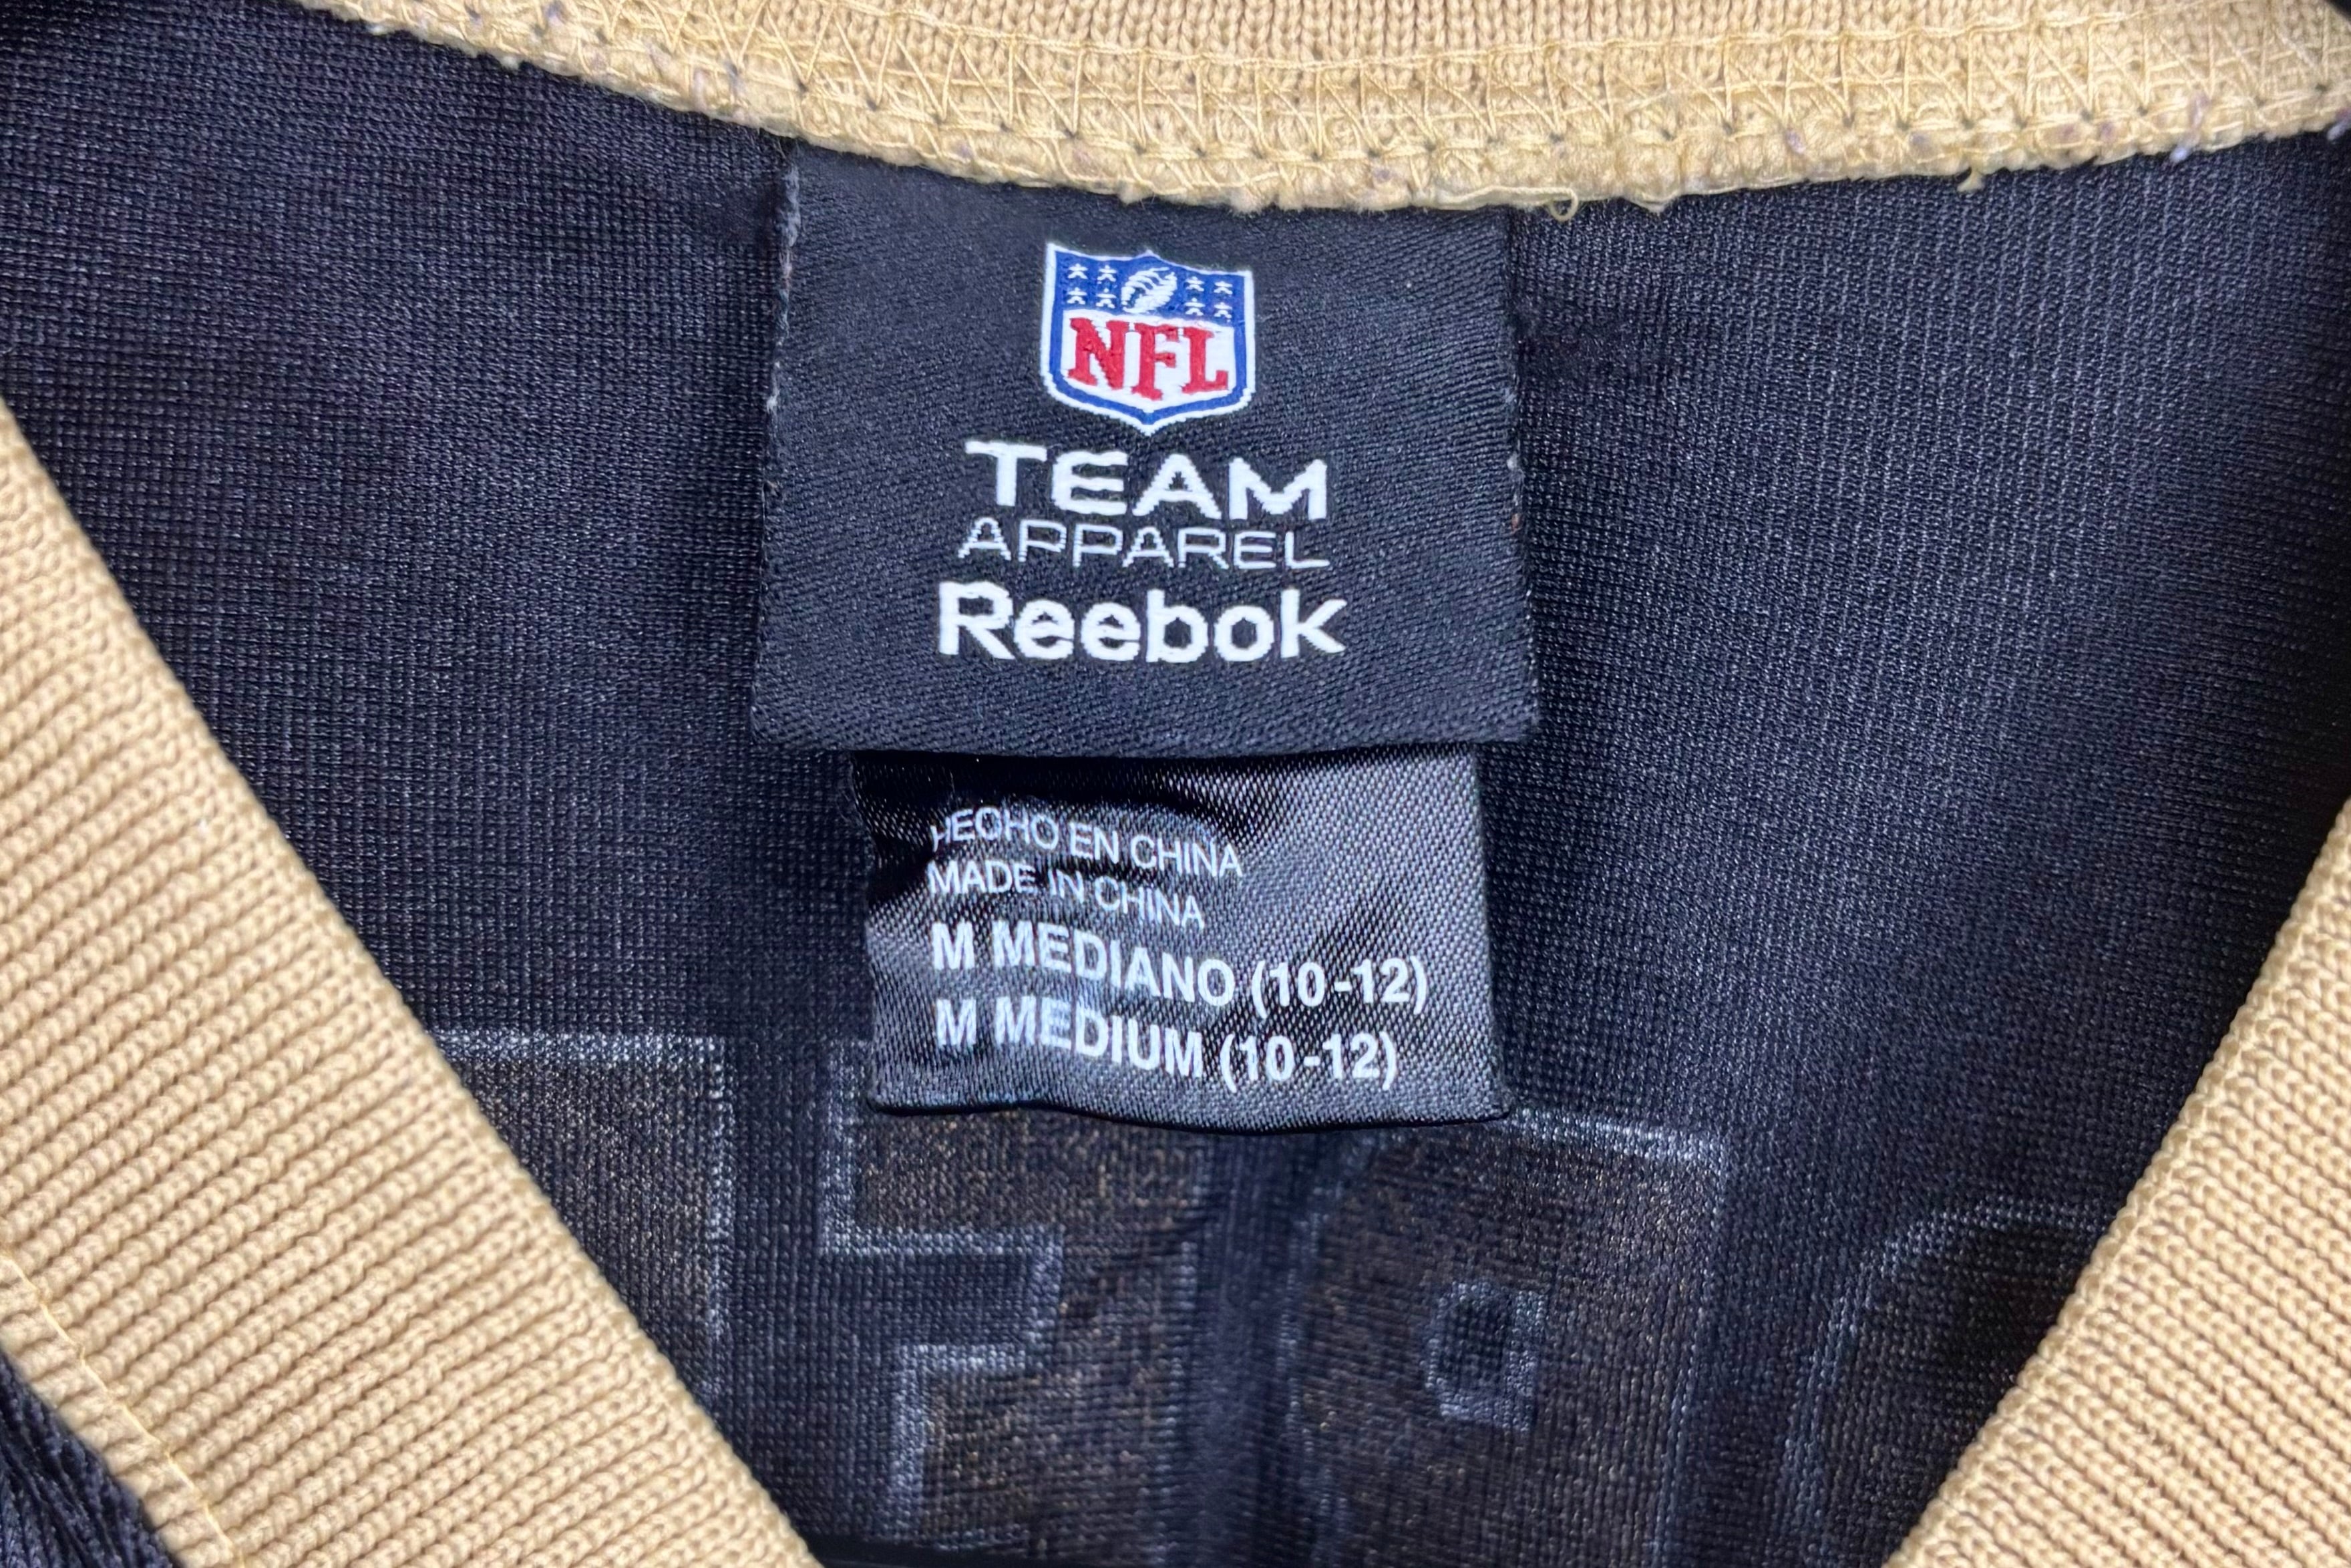 NFL
TEAM
APPAREL
Reebok
HECHO EN CHINA
MADE IN CHINA
M MEDIANO (10-12)
M MEDIUM (10-12)